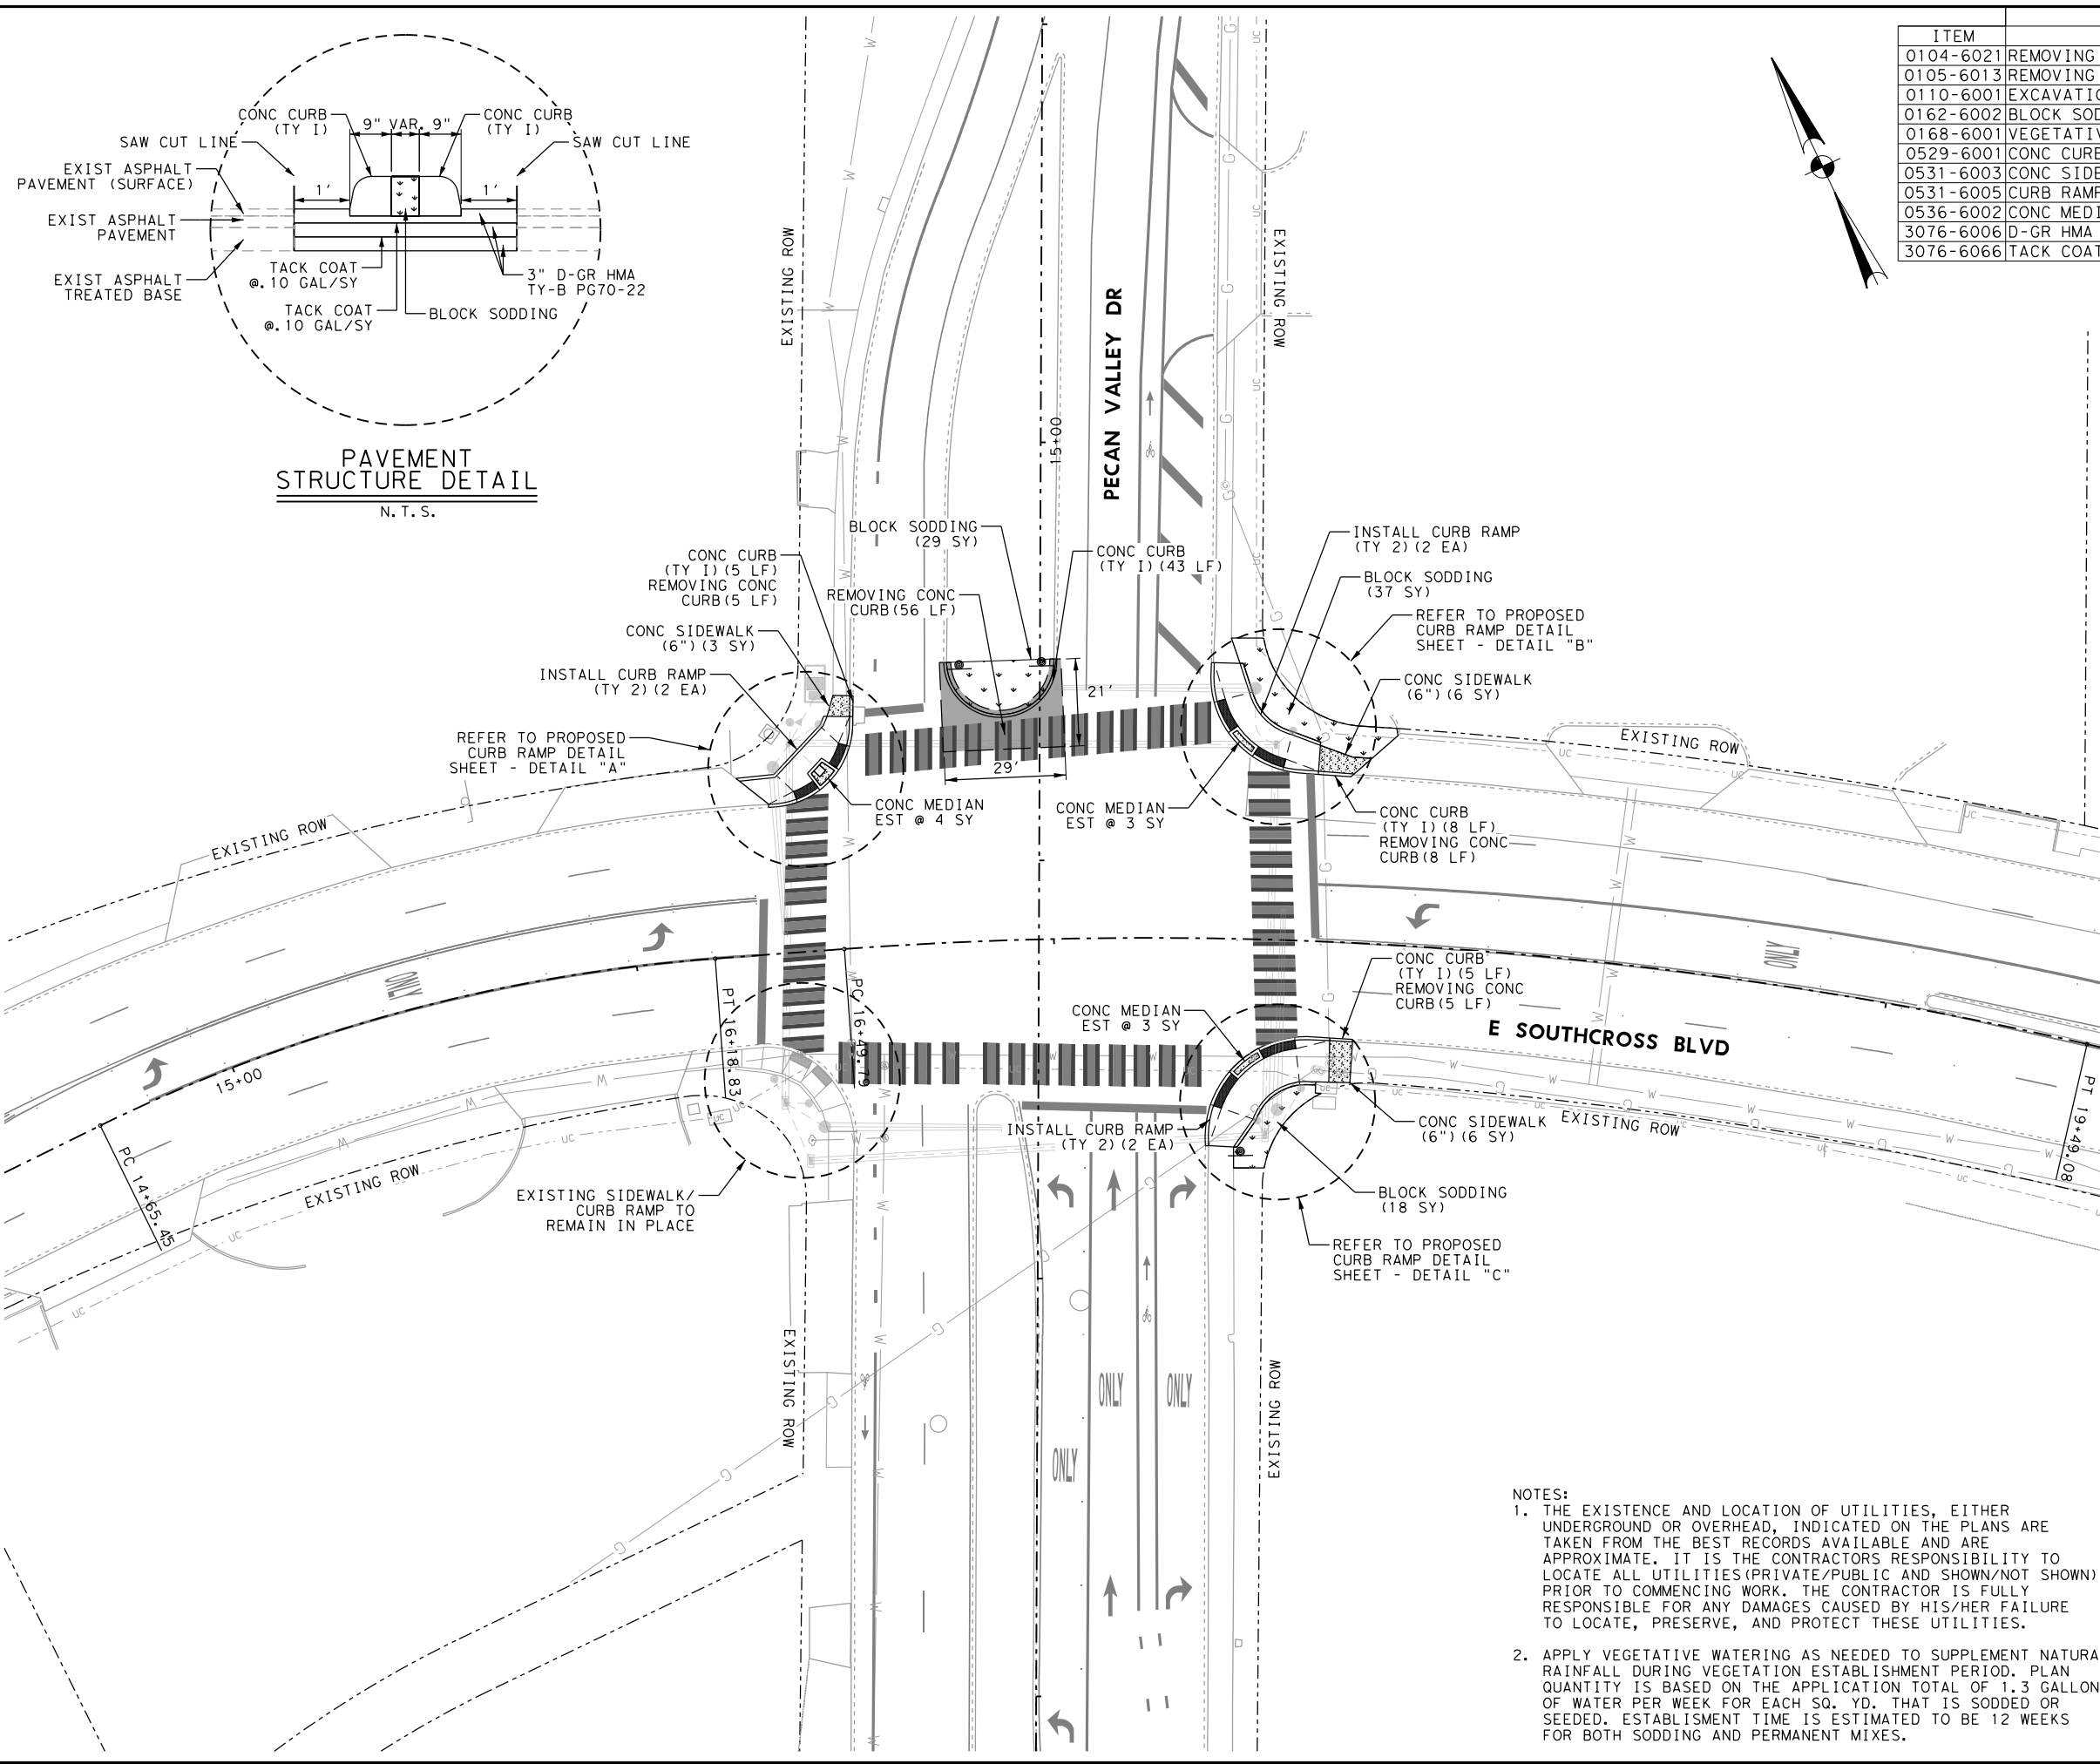 CONC CURB
(TY I)
9" VAR. 9"
CONC CURB
(TY I)
SAW CUT LINE
SAW CUT LINE
EXIST ASPHALT
PAVEMENT (SURFACE)
1'
1'
EXIST ASPHALT
PAVEMENT
EXIST ASPHALT
TREATED BASE
TACK COAT
@.10 GAL/SY
3" D-GR HMA
TY-B PG70-22
TACK COAT
@.10 GAL/SY
BLOCK SODDING
PAVEMENT
STRUCTURE DETAIL
N.T.S.
ITEM
0104-6021 REMOVING
0105-6013 REMOVING
0110-6001
0162-6002 BLOCK
0168-6001
0529-6001 CONC
0531-6003 CONC
0531-6005 CURB
0536-6002 CONC
3076-6006 D-GR HMA
3076-6066 TACK
EXISTING ROW
EXISTING ROW
PECAN VALLEY DR
15+00
BLOCK SODDING
(29 SY)
CONC CURB
(TY I)(43 LF)
CONC CURB
(TY I)(5 LF)
REMOVING CONC
CURB(5 LF)
REMOVING CONC
CURB(56 LF)
CONC SIDEWALK
(6")(3 SY)
INSTALL CURB RAMP
(TY 2)(2 EA)
REFER TO PROPOSED
CURB RAMP DETAIL
SHEET - DETAIL "A"
CONC MEDIAN
EST @ 4 SY
21'
29'
INSTALL CURB RAMP
(TY 2)(2 EA)
BLOCK SODDING
(37 SY)
REFER TO PROPOSED
CURB RAMP DETAIL
SHEET - DETAIL "B"
CONC SIDEWALK
(6")(6 SY)
CONC MEDIAN
EST @ 3 SY
CONC CURB
(TY I)(8 LF)
REMOVING CONC
CURB(8 LF)
EXISTING ROW
EXISTING ROW
ONLY
ONLY
CONC CURB
(TY I)(5 LF)
REMOVING CONC
CURB(5 LF)
CONC MEDIAN
EST @ 3 SY
E SOUTHCROSS BLVD
PT 16+18.83
PC 16+49.79
15+00
PC 14+65.45
PT 19+49.08
EXISTING ROW
EXISTING ROW
INSTALL CURB RAMP
(TY 2)(2 EA)
CONC SIDEWALK
(6")(6 SY)
BLOCK SODDING
(18 SY)
REFER TO PROPOSED
CURB RAMP DETAIL
SHEET - DETAIL "C"
EXISTING SIDEWALK/
CURB RAMP TO
REMAIN IN PLACE
EXISTING ROW
EXISTING ROW
ONLY
ONLY
ONLY
NOTES:
1. THE EXISTENCE AND LOCATION OF UTILITIES, EITHER
UNDERGROUND OR OVERHEAD, INDICATED ON THE PLANS ARE
TAKEN FROM THE BEST RECORDS AVAILABLE AND ARE
APPROXIMATE. IT IS THE CONTRACTORS RESPONSIBILITY TO
LOCATE ALL UTILITIES(PRIVATE/PUBLIC AND SHOWN/NOT SHOWN)
PRIOR TO COMMENCING WORK. THE CONTRACTOR IS FULLY
RESPONSIBLE FOR ANY DAMAGES CAUSED BY HIS/HER FAILURE
TO LOCATE, PRESERVE, AND PROTECT THESE UTILITIES.
2. APPLY VEGETATIVE WATERING AS NEEDED TO SUPPLEMENT NATURA
RAINFALL DURING VEGETATION ESTABLISHMENT PERIOD. PLAN
QUANTITY IS BASED ON THE APPLICATION TOTAL OF 1.3 GALLON
OF WATER PER WEEK FOR EACH SQ. YD. THAT IS SODDED OR
SEEDED. ESTABLISMENT TIME IS ESTIMATED TO BE 12 WEEKS
FOR BOTH SODDING AND PERMANENT MIXES.